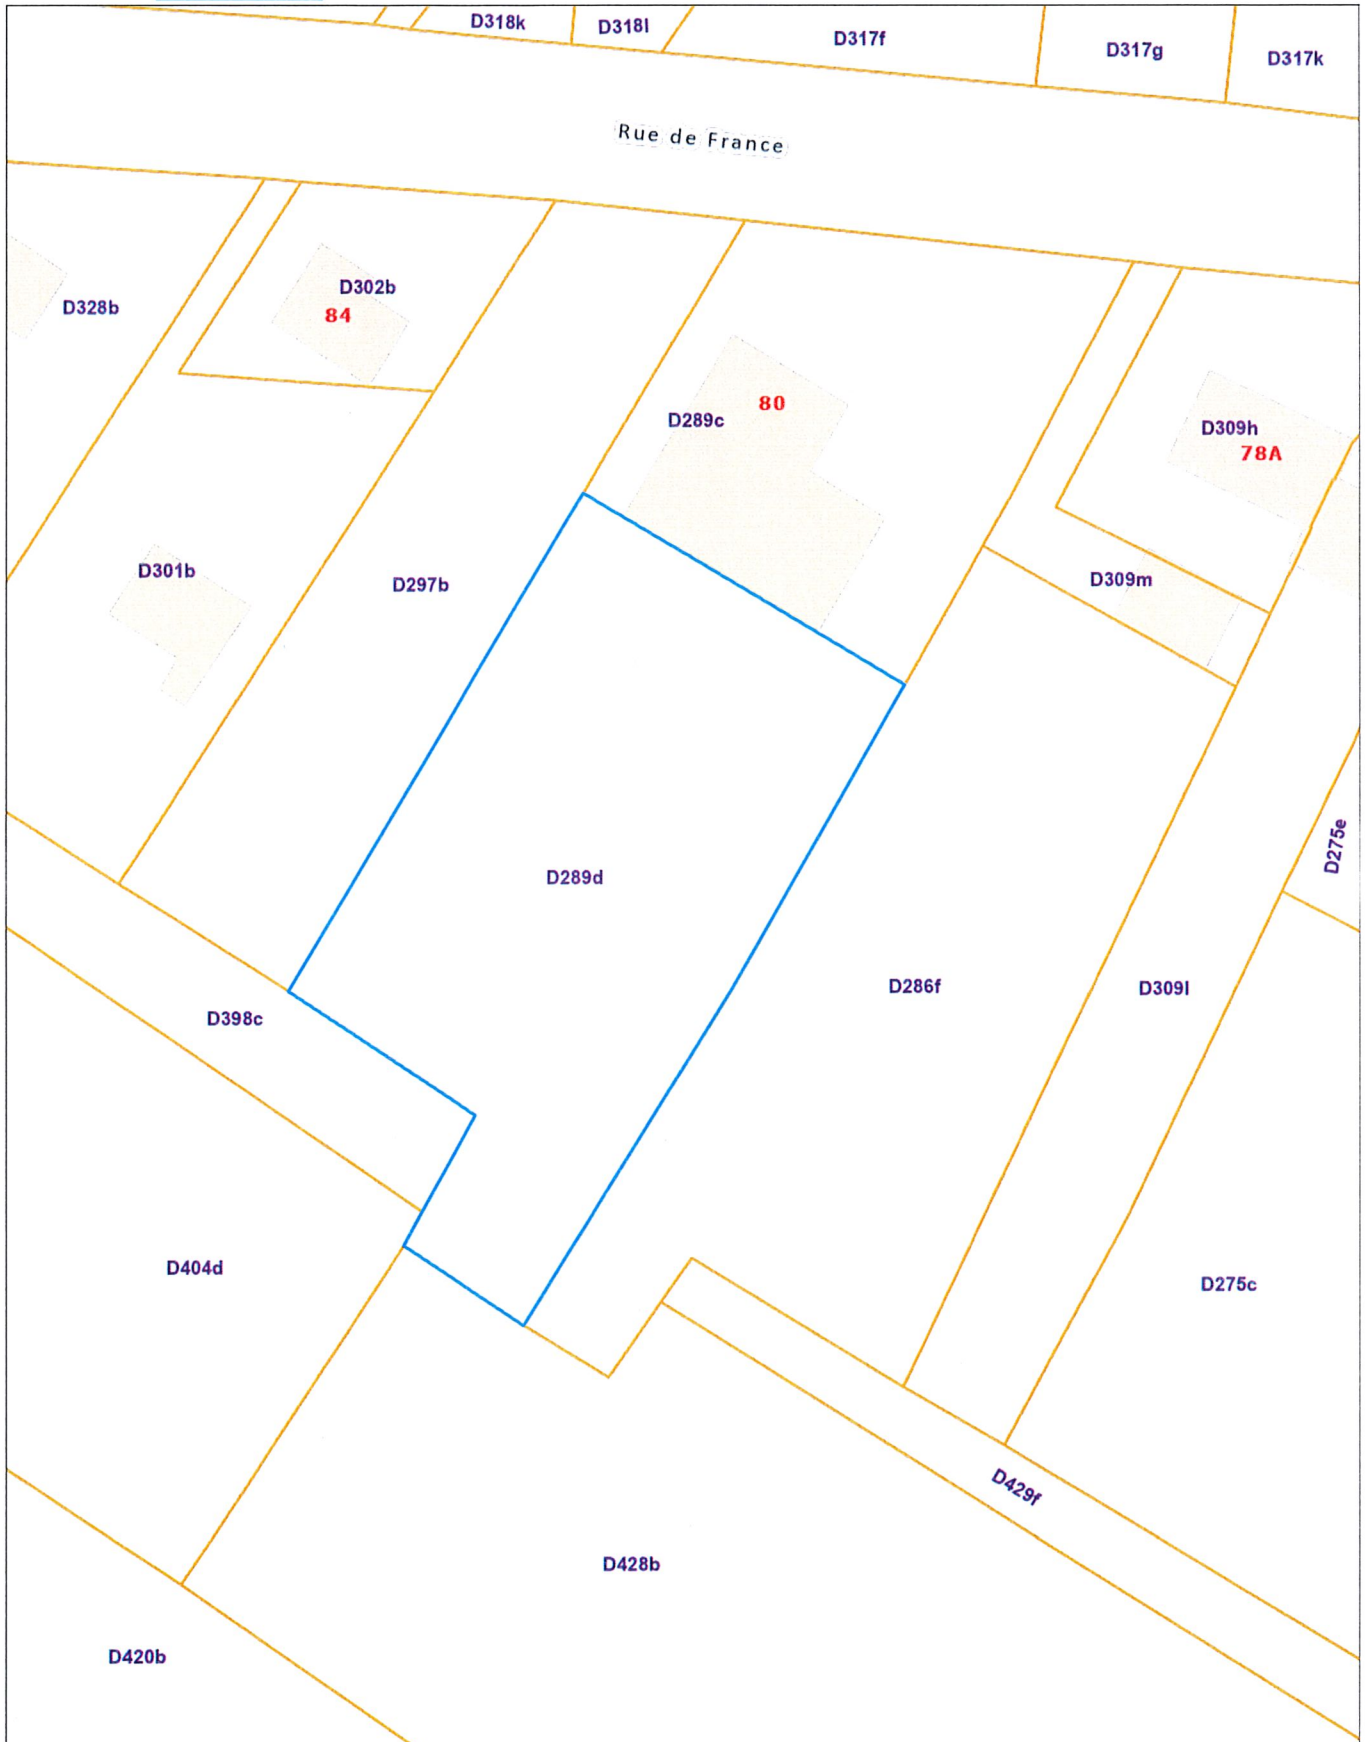 D318k
D318l
D317f
D317g
D317k
Rue de France
D328b
D302b
84
D289c
80
D309h
78A
D301b
D297b
D309m
D275e
D289d
D286f
D309l
D398c
D404d
D275c
D429f
D428b
D420b